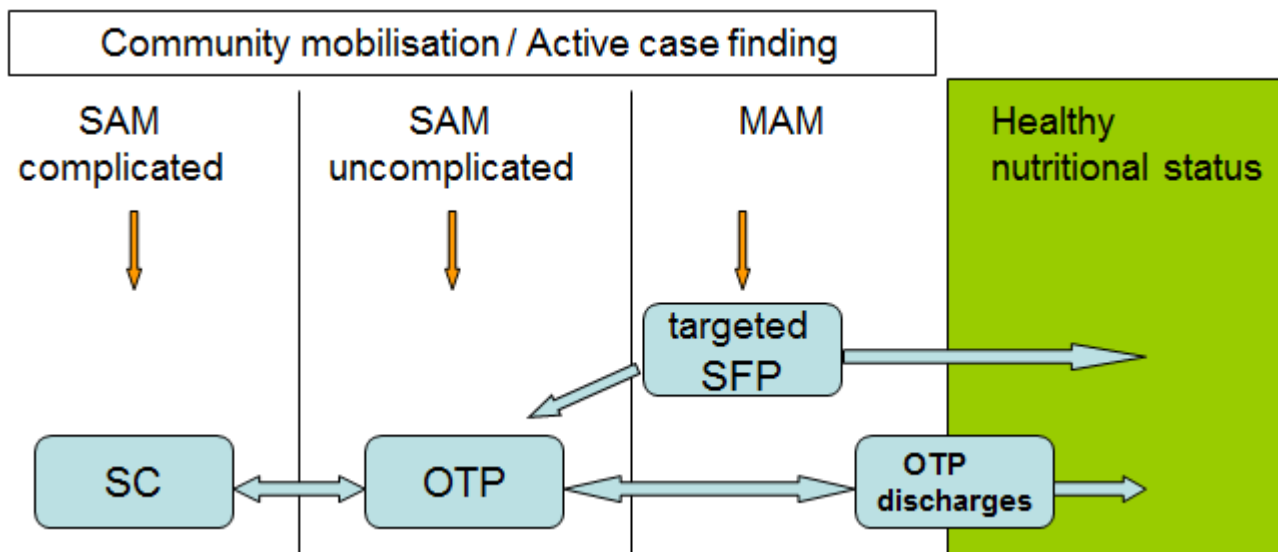 Community mobilisation / Active case finding
SAM
complicated
SAM
uncomplicated
MAM
Healthy
nutritional status
targeted
SFP
SC
OTP
OTP
discharges